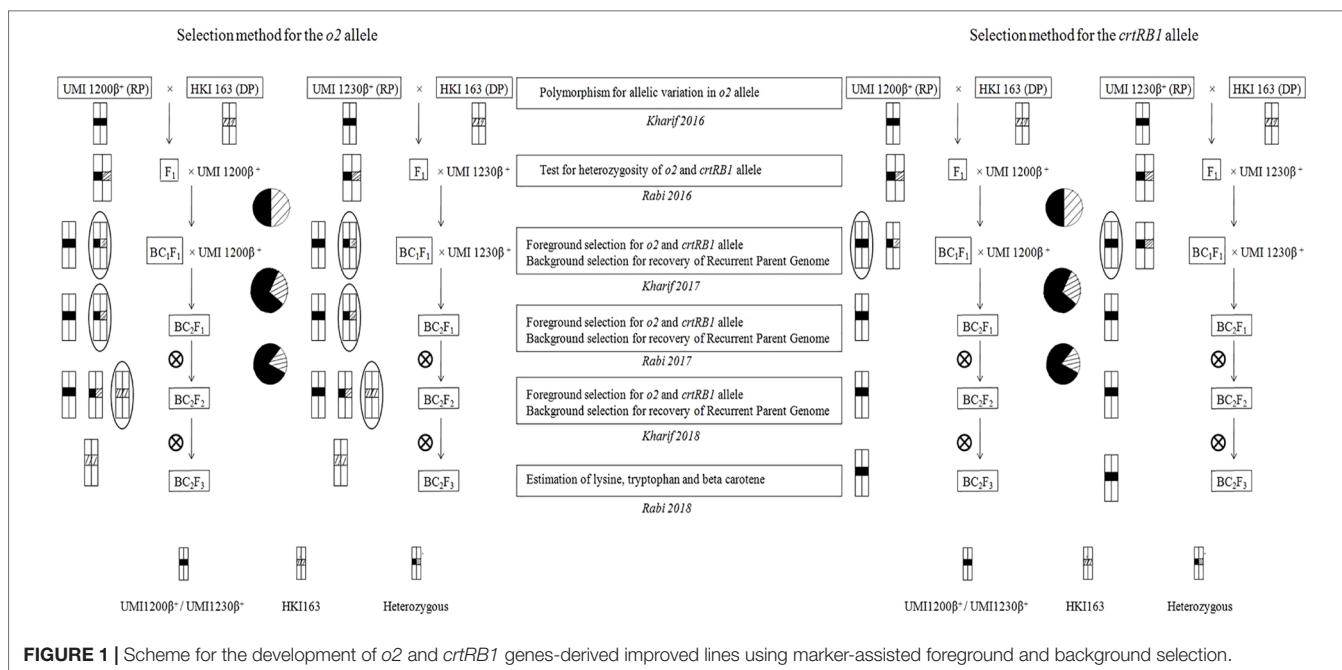 Selection method for the o2 allele
Selection method for the crtRB1 allele
UMI 1200β⁺ (RP) × HKI 163 (DP)
UMI 1230β⁺ (RP) × HKI 163 (DP)
Polymorphism for allelic variation in o2 allele
Kharif 2016
UMI 1200β⁺ (RP) × HKI 163 (DP)
UMI 1230β⁺ (RP) × HKI 163 (DP)
F₁ × UMI 1200β⁺
F₁ × UMI 1230β⁺
Test for heterozygosity of o2 and crtRB1 allele
Rabi 2016
F₁ × UMI 1200β⁺
F₁ × UMI 1230β⁺
BC₁F₁ × UMI 1200β⁺
BC₁F₁ × UMI 1230β⁺
Foreground selection for o2 and crtRB1 allele
Background selection for recovery of Recurrent Parent Genome
Kharif 2017
BC₁F₁ × UMI 1200β⁺
BC₁F₁ × UMI 1230β⁺
BC₂F₁
BC₂F₁
Foreground selection for o2 and crtRB1 allele
Background selection for recovery of Recurrent Parent Genome
Rabi 2017
BC₂F₁
BC₂F₁
BC₂F₂
BC₂F₂
Foreground selection for o2 and crtRB1 allele
Background selection for recovery of Recurrent Parent Genome
Kharif 2018
BC₂F₂
BC₂F₂
BC₂F₃
BC₂F₃
Estimation of lysine, tryptophan and beta carotene
Rabi 2018
BC₂F₃
BC₂F₃
UMI1200β⁺/ UMI1230β⁺
HKI163
Heterozygous
UMI1200β⁺/ UMI1230β⁺
HKI163
Heterozygous
FIGURE 1 | Scheme for the development of o2 and crtRB1 genes-derived improved lines using marker-assisted foreground and background selection.